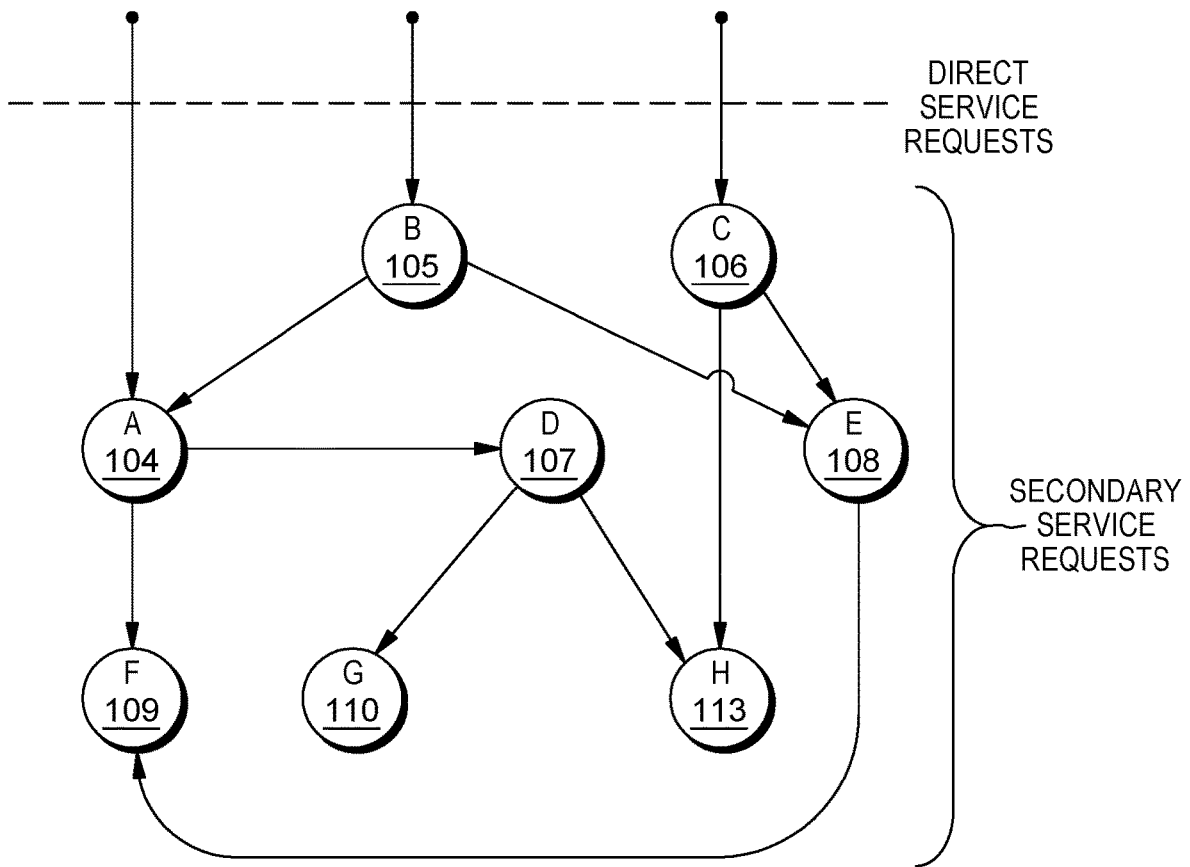 DIRECT
SERVICE
REQUESTS
B
105
C
106
A
104
D
107
E
108
SECONDARY
SERVICE
REQUESTS
F
109
G
110
H
113